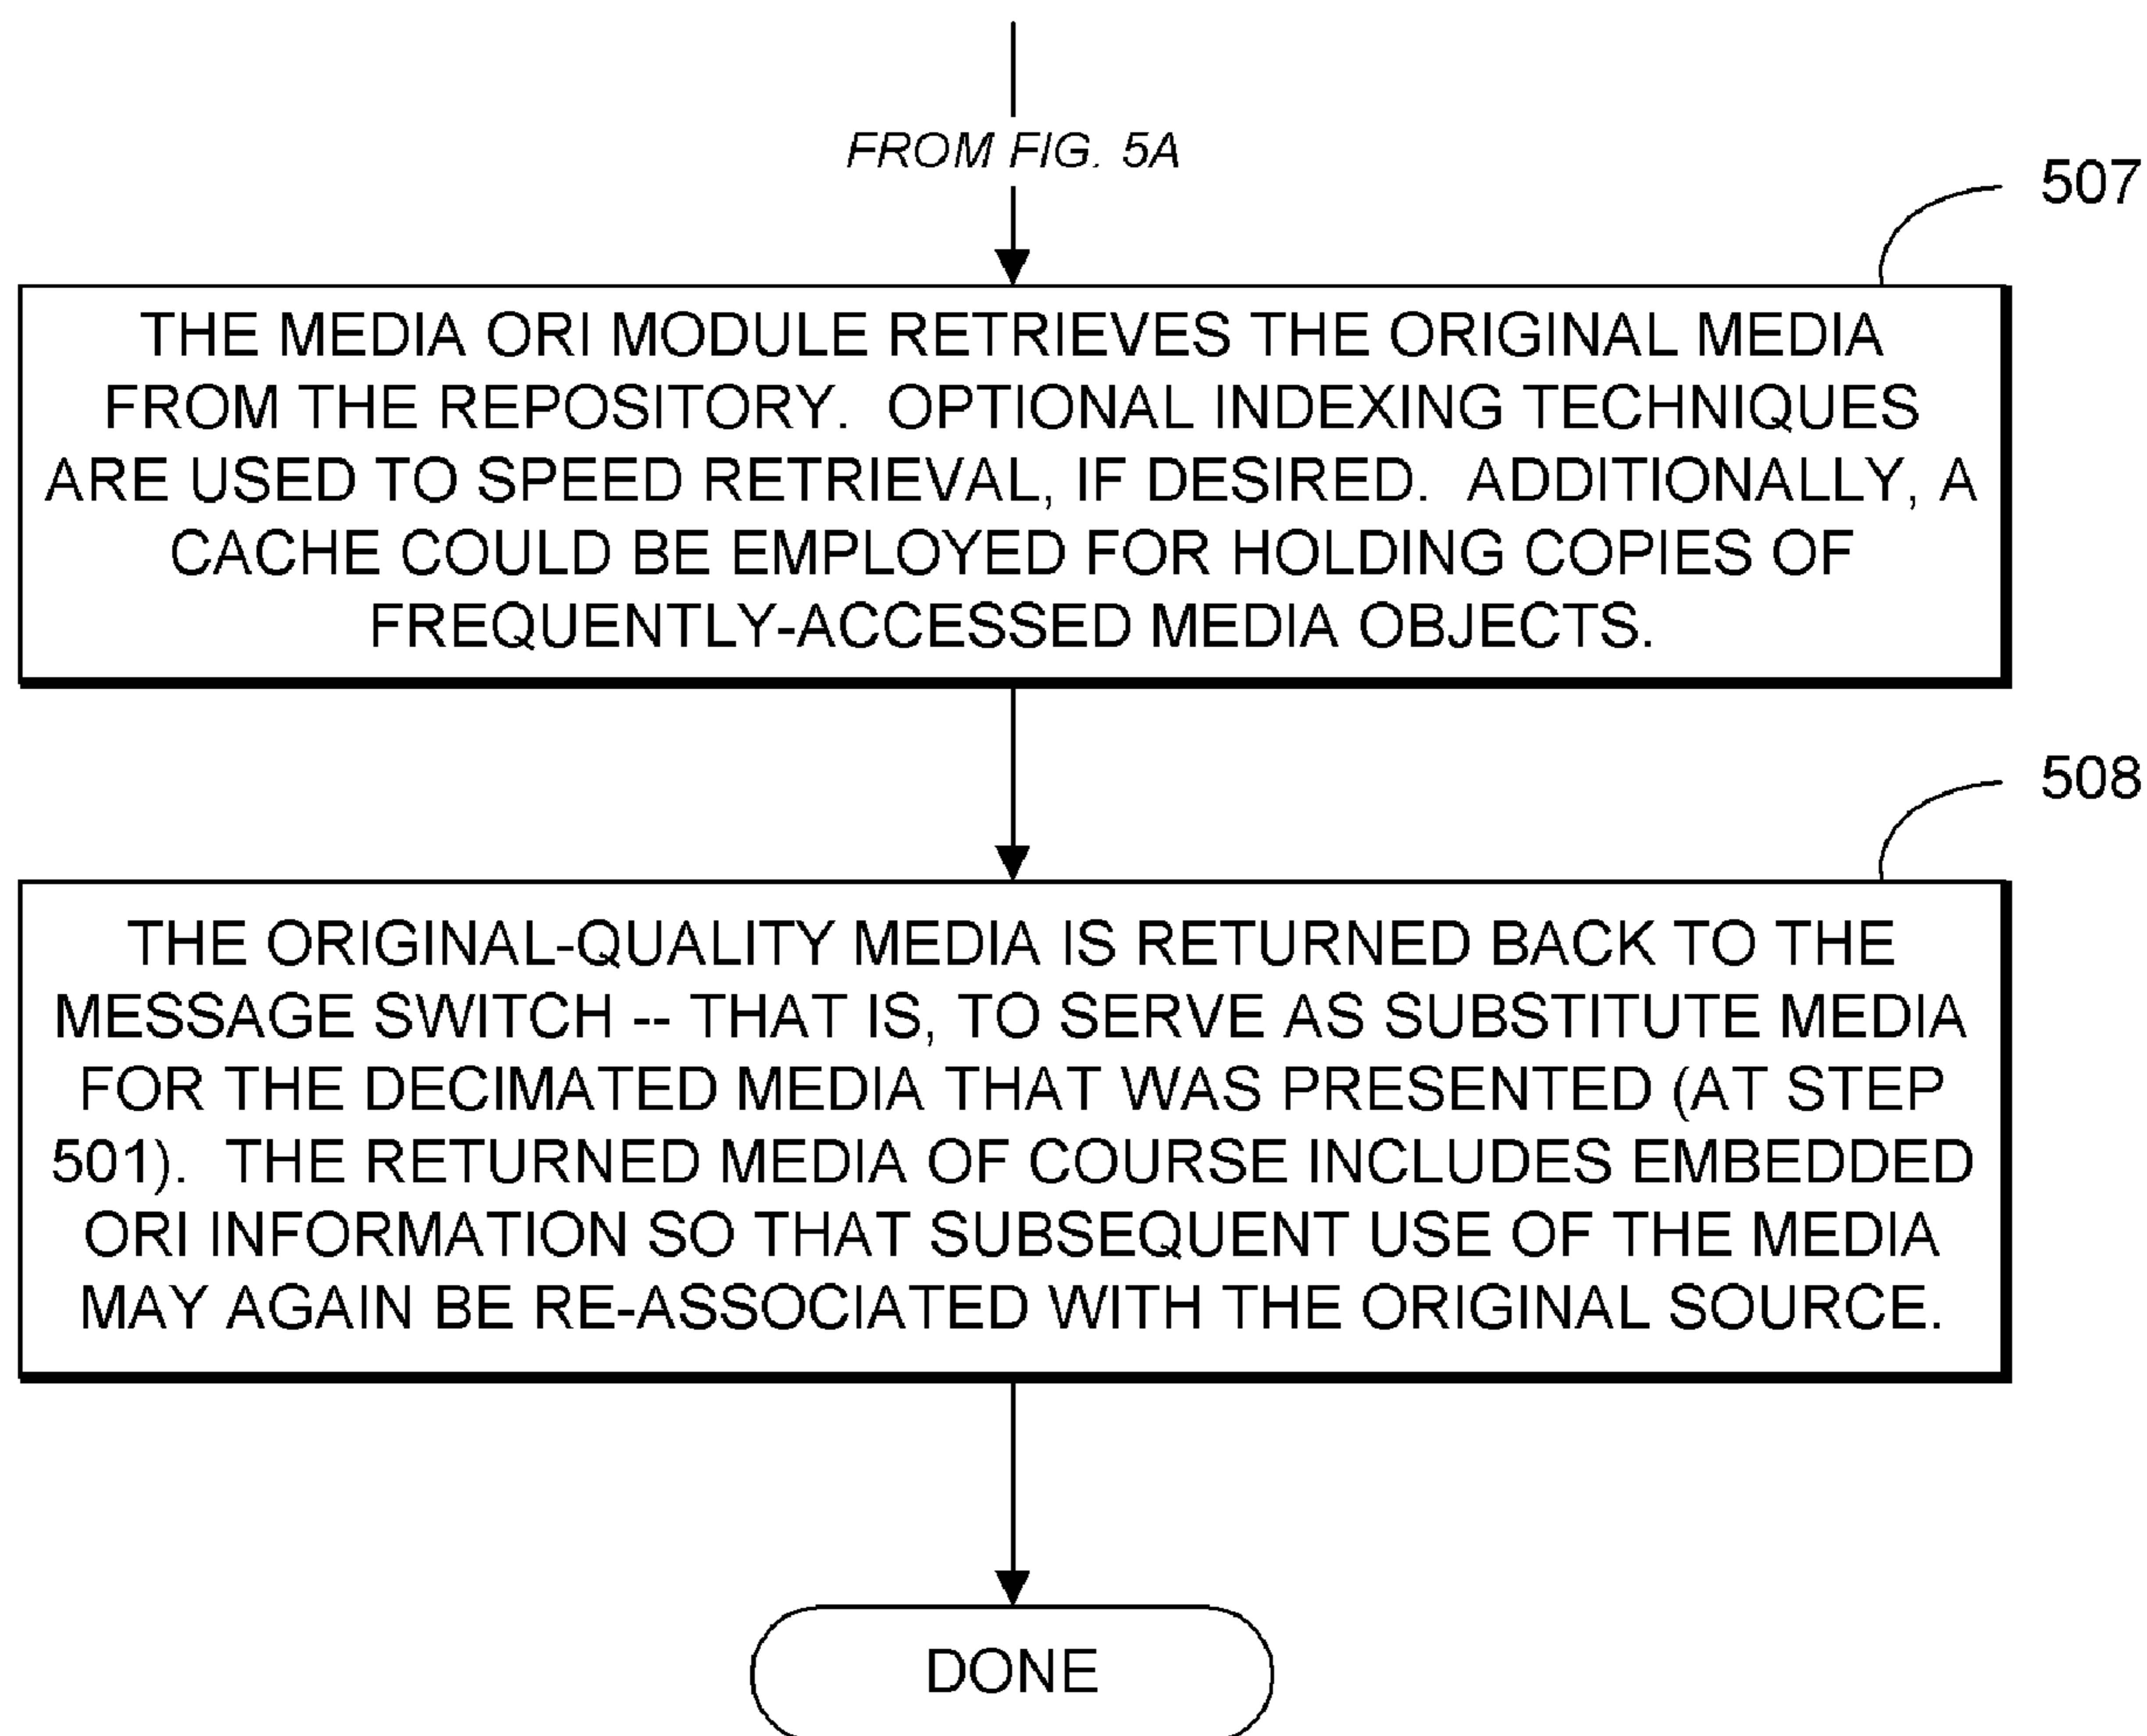 FROM FIG. 5A
507
THE MEDIA ORI MODULE RETRIEVES THE ORIGINAL MEDIA
FROM THE REPOSITORY.  OPTIONAL INDEXING TECHNIQUES
ARE USED TO SPEED RETRIEVAL, IF DESIRED.  ADDITIONALLY, A
CACHE COULD BE EMPLOYED FOR HOLDING COPIES OF
FREQUENTLY-ACCESSED MEDIA OBJECTS.
508
THE ORIGINAL-QUALITY MEDIA IS RETURNED BACK TO THE
MESSAGE SWITCH -- THAT IS, TO SERVE AS SUBSTITUTE MEDIA
FOR THE DECIMATED MEDIA THAT WAS PRESENTED (AT STEP
501).  THE RETURNED MEDIA OF COURSE INCLUDES EMBEDDED
ORI INFORMATION SO THAT SUBSEQUENT USE OF THE MEDIA
MAY AGAIN BE RE-ASSOCIATED WITH THE ORIGINAL SOURCE.
DONE